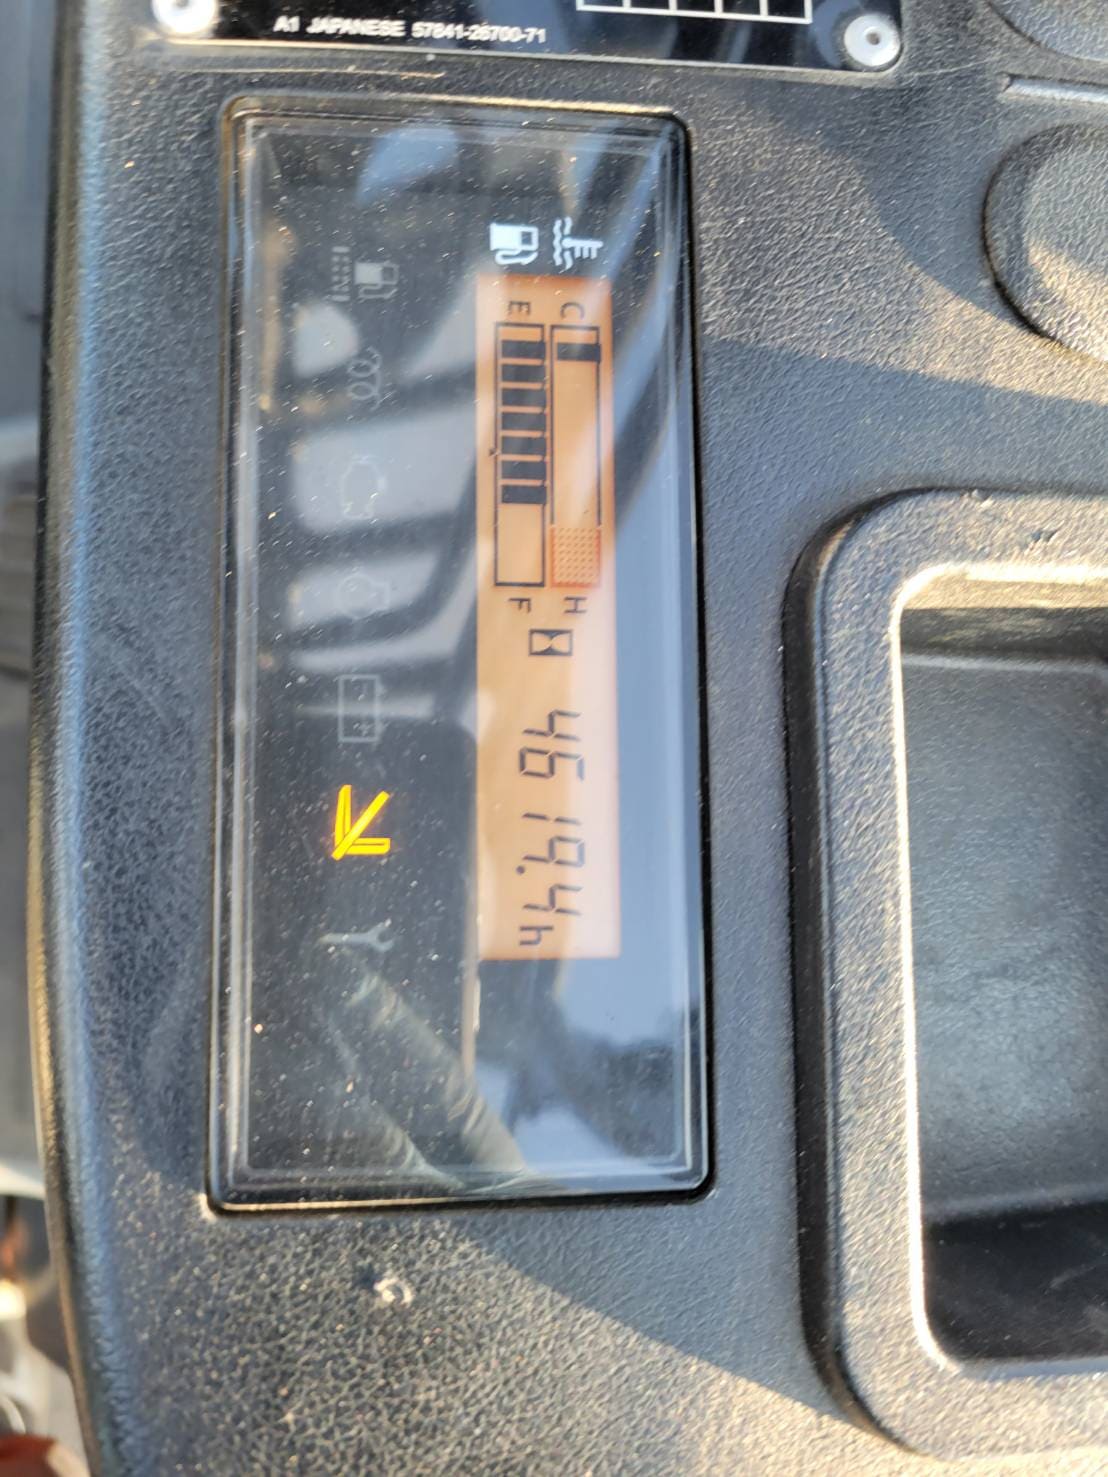 A1 JAPANESE 57841-26700-71
C H
E F
4619.4h